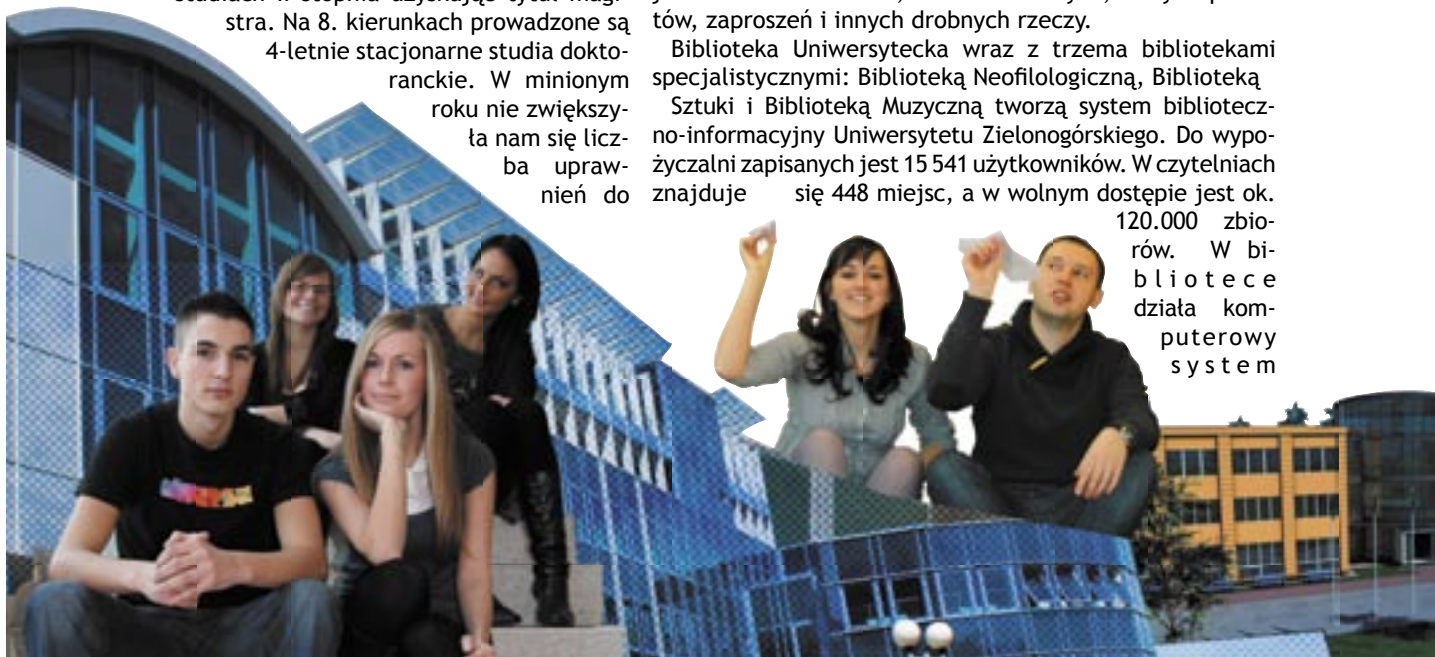 stra. Na 8. kierunkach prowadzone są
4-letnie stacjonarne studia dokto-
ranckie. W minionym
roku nie zwiększy-
ła nam się licz-
ba upraw-
nień do
tów, zaproszeń i innych drobnych rzeczy.
Biblioteka Uniwersytecka wraz z trzema bibliotekami
specjalistycznymi: Biblioteką Neofilologiczną, Biblioteką
Sztuki i Biblioteką Muzyczną tworzą system bibliotecz-
no-informacyjny Uniwersytetu Zielonogórskiego. Do wypo-
życzalni zapisanych jest 15 541 użytkowników. W czytelniach
znajduje się 448 miejsc, a w wolnym dostępie jest ok.
120.000 zbio-
rów. W bi-
bliotece
działa kom-
puterowy
system